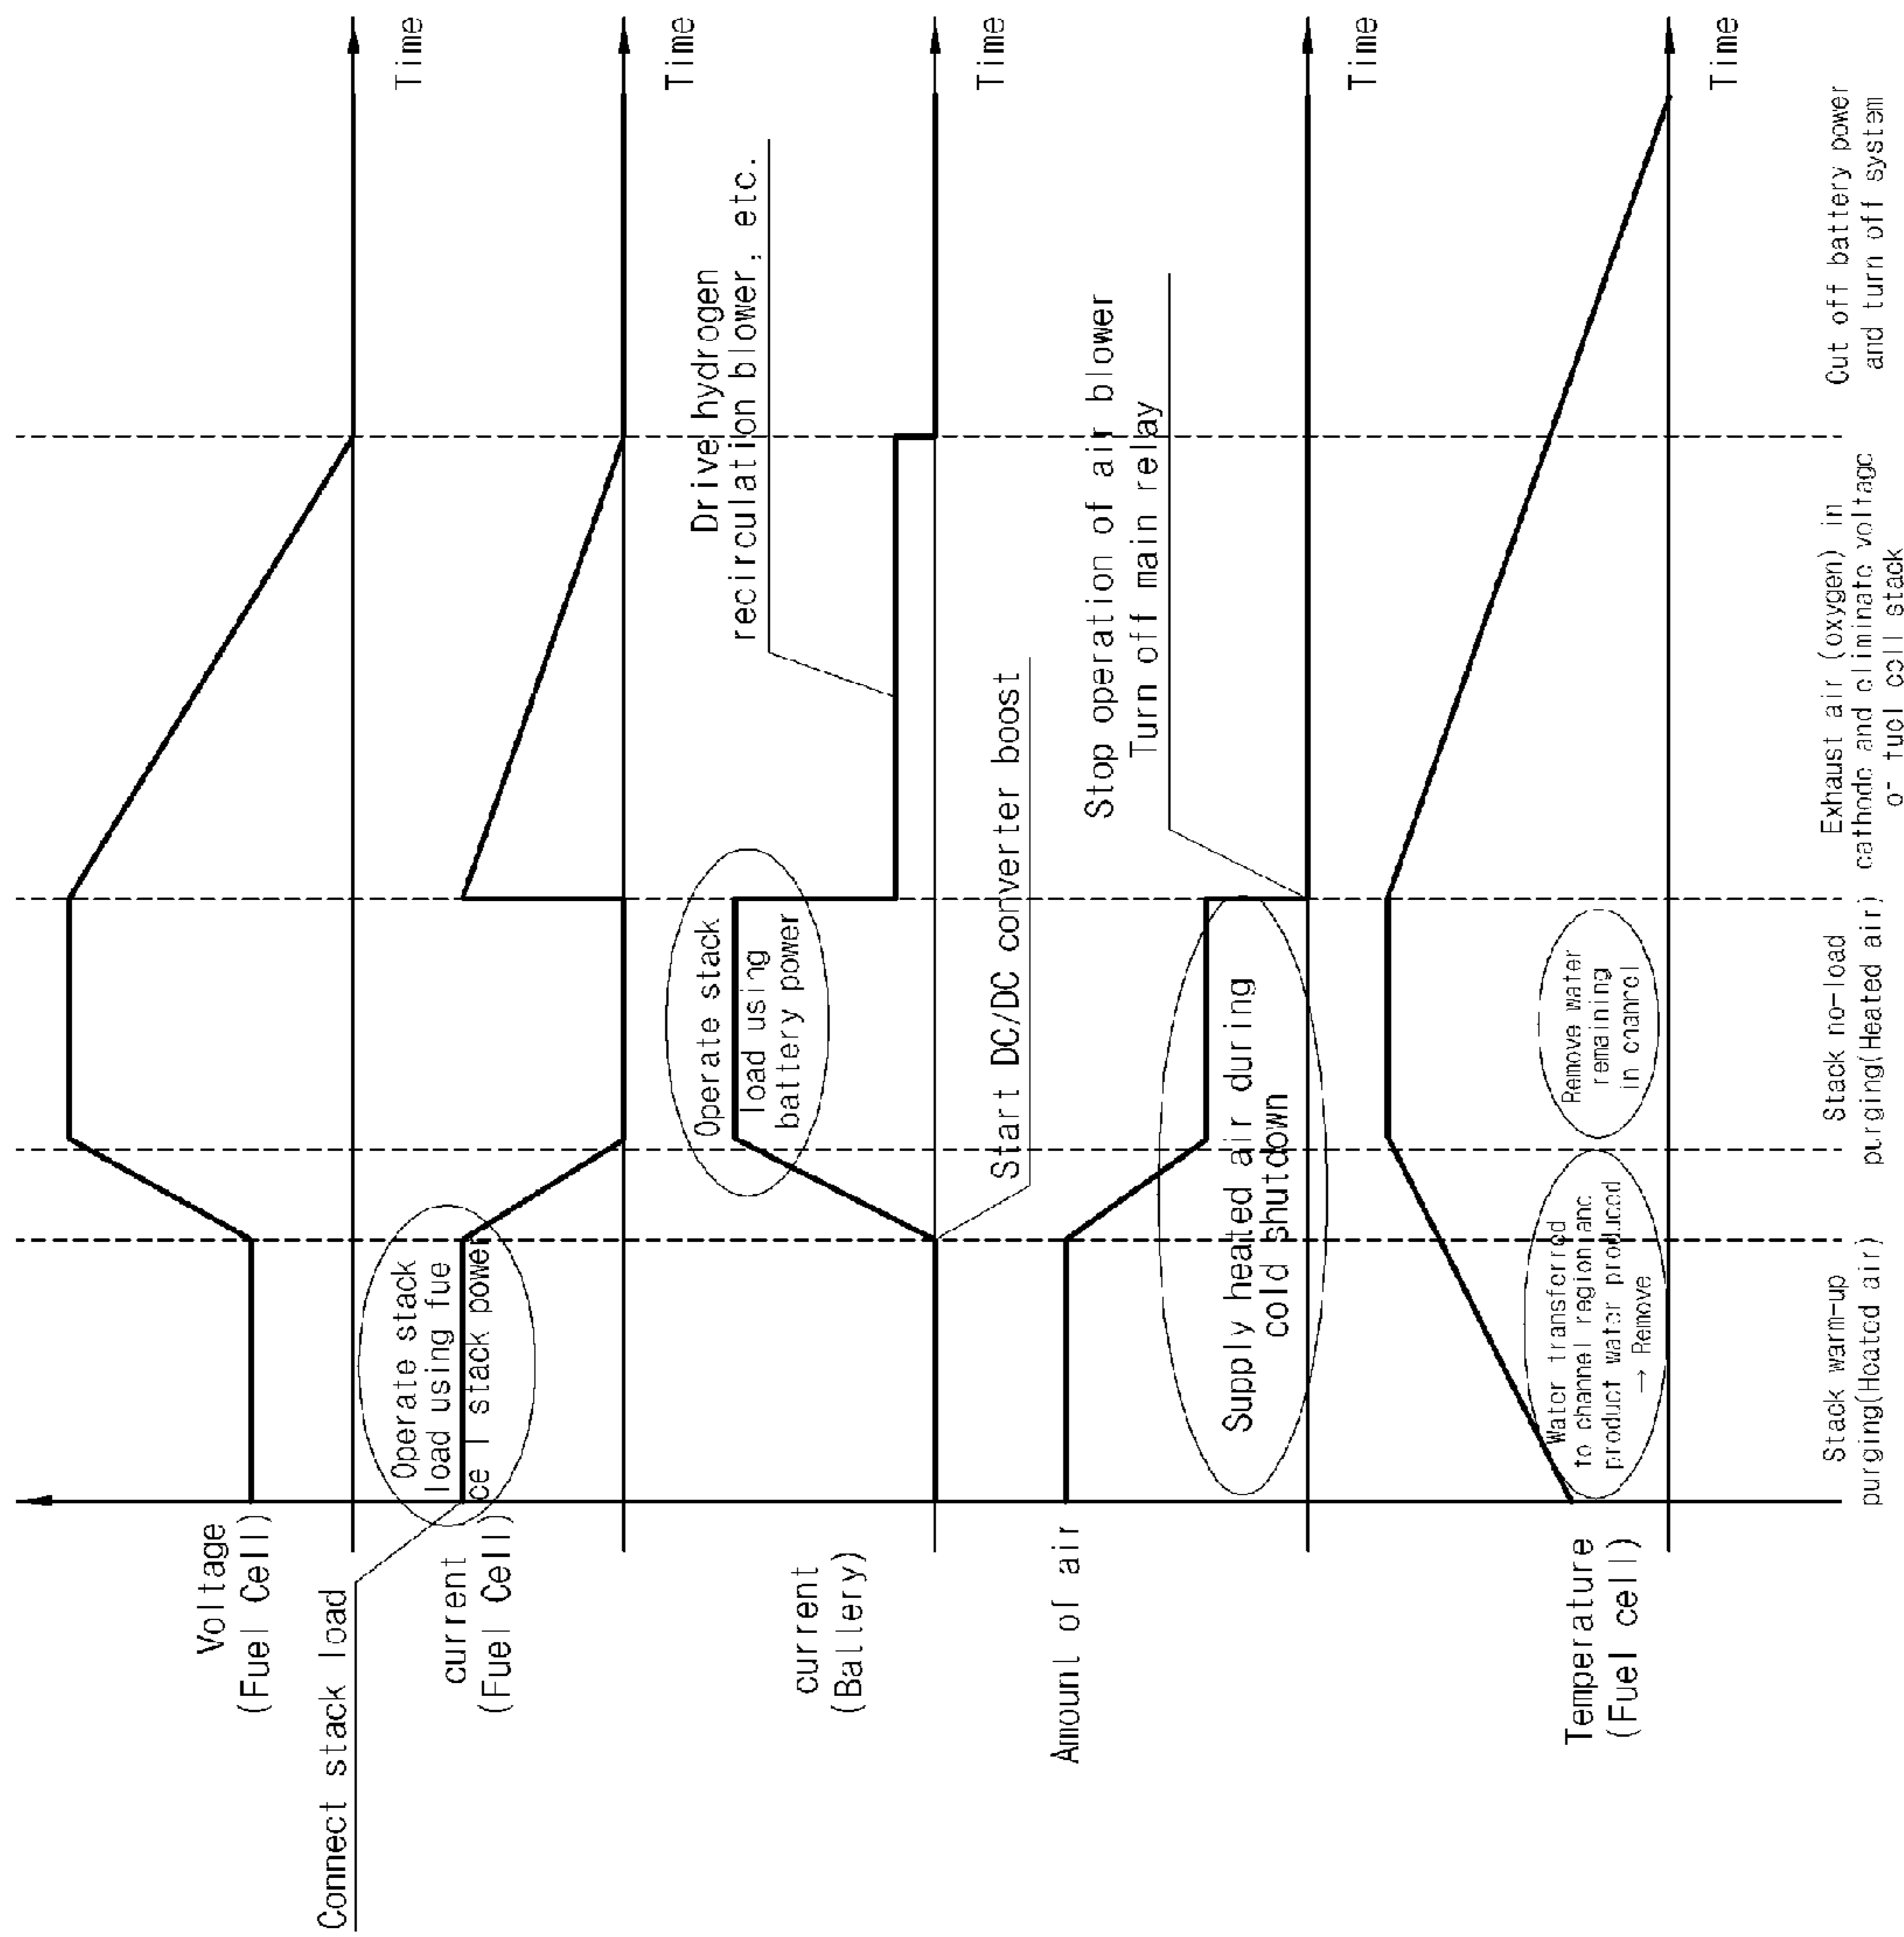 Voltage
(Fuel Cell)
Time
Connect stack load
current
(Fuel Cell)
Operate stack
load using fue
ce l stack power
Time
current
(Ballery)
Operate stack
load using
battery power
Drive hydrogen
recirculation blower, etc.
Time
Start DC/DC converter boost
Amount of air
Supply heated air during
cold shutdown
Stop operation of air blower
Turn off main relay
Time
Temperature
(Fuel cell)
Water transferred
to channel region and
product water produced
→ Remove
Remove water
remaining
in channel
Time
Stack warm-up
purging(Heated air)
Stack no-load
purging(Heated air)
Exhaust air (oxygen) in
cathode and eliminate voltage
o- fuel cell stack
Cut off battery power
and turn off system